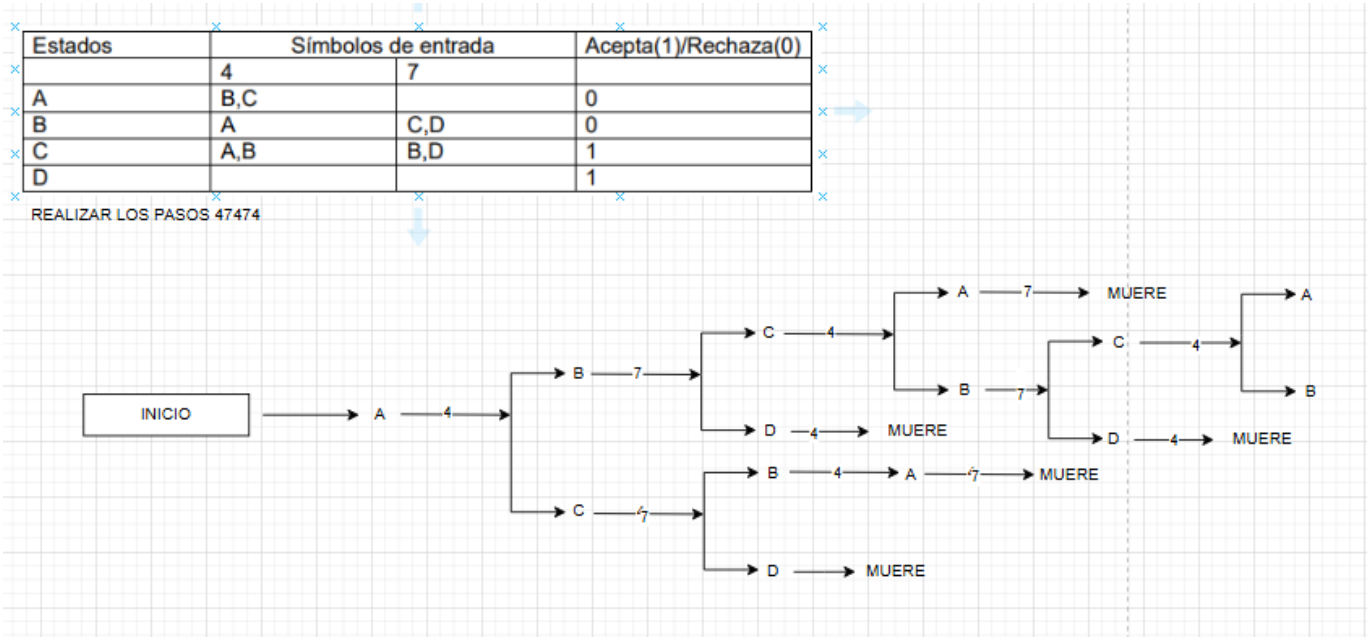 Estados Símbolos de entrada Acepta(1)/Rechaza(0)
4 7
A B,C 0
B A C,D 0
C A,B B,D 1
D 1
REALIZAR LOS PASOS 47474
A 7 MUERE A
C 4 C 4
B 7 B 7 B
INICIO A 4
D 4 MUERE D 4 MUERE
B 4 A 7 MUERE
C 7
D MUERE